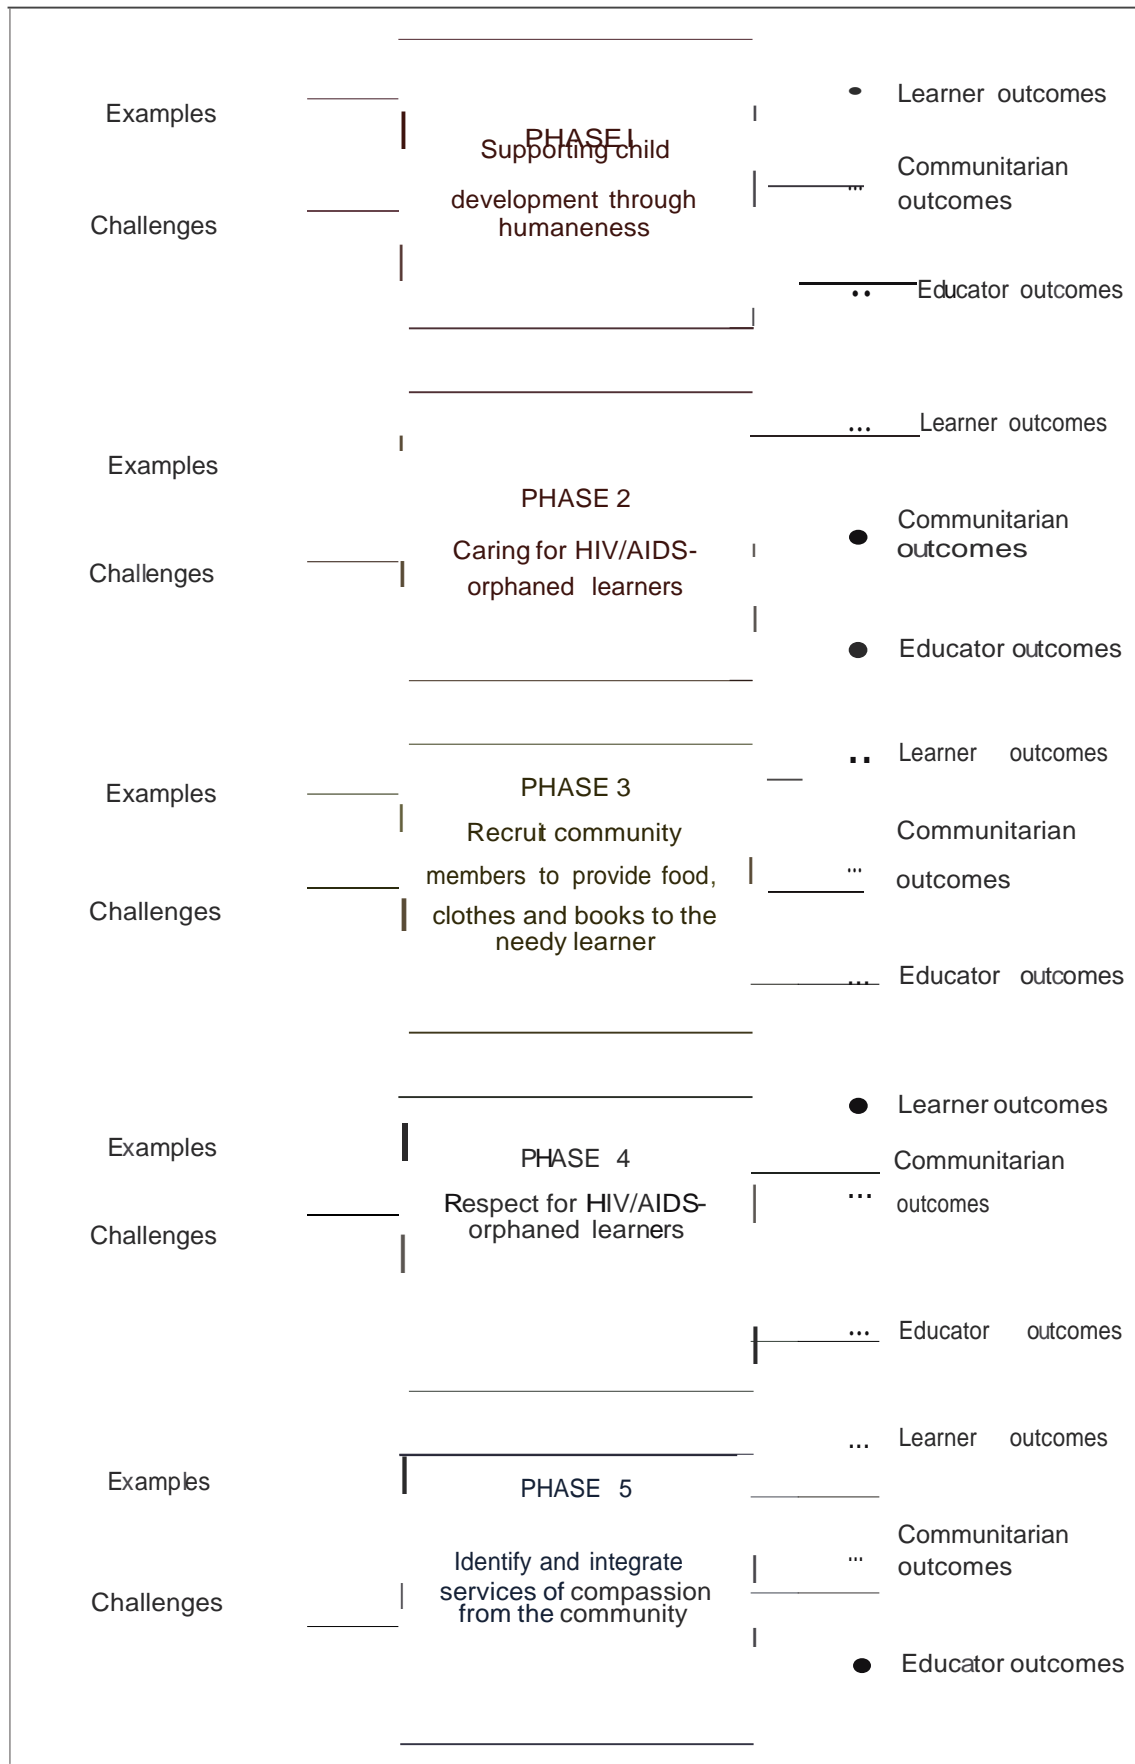 Examples
Challenges
PHASE I
Supporting child
development through
humaneness
Learner outcomes
Communitarian
outcomes
Educator outcomes
Examples
Challenges
PHASE 2
Caring for HIV/AIDS-
orphaned learners
Learner outcomes
Communitarian
outcomes
Educator outcomes
Examples
Challenges
PHASE 3
Recruit community
members to provide food,
clothes and books to the
needy learner
Learner outcomes
Communitarian
outcomes
Educator outcomes
Examples
Challenges
PHASE 4
Respect for HIV/AIDS-
orphaned learners
Learner outcomes
Communitarian
outcomes
Educator outcomes
Examples
Challenges
PHASE 5
Identify and integrate
services of compassion
from the community
Learner outcomes
Communitarian
outcomes
Educator outcomes